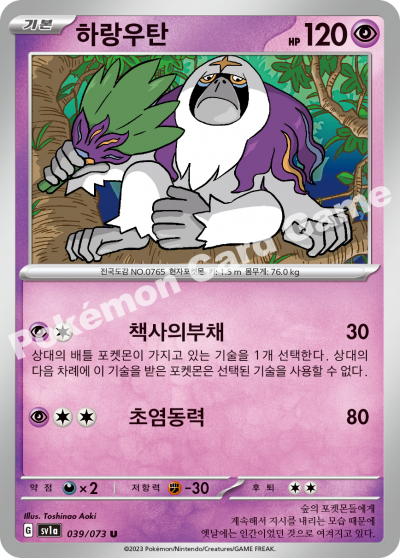 기본 하랑우탄 HP 120
전국도감 NO.0765 현자포켓몬 키: 1.5 m 몸무게: 76.0 kg
Pokémon Card Game
책사의부채 30
상대의 배틀 포켓몬이 가지고 있는 기술을 1개 선택한다. 상대의
다음 차례에 이 기술을 받은 포켓몬은 선택된 기술을 사용할 수 없다.
초염동력 80
약점 ×2 저항력 -30 후퇴
Illus. Toshinao Aoki
G sv1a 039/073 U
숲의 포켓몬들에게
계속해서 지시를 내리는 모습 때문에
옛날에는 인간이었던 것으로 여겨졌다.
©2023 Pokémon/Nintendo/Creatures/GAME FREAK.